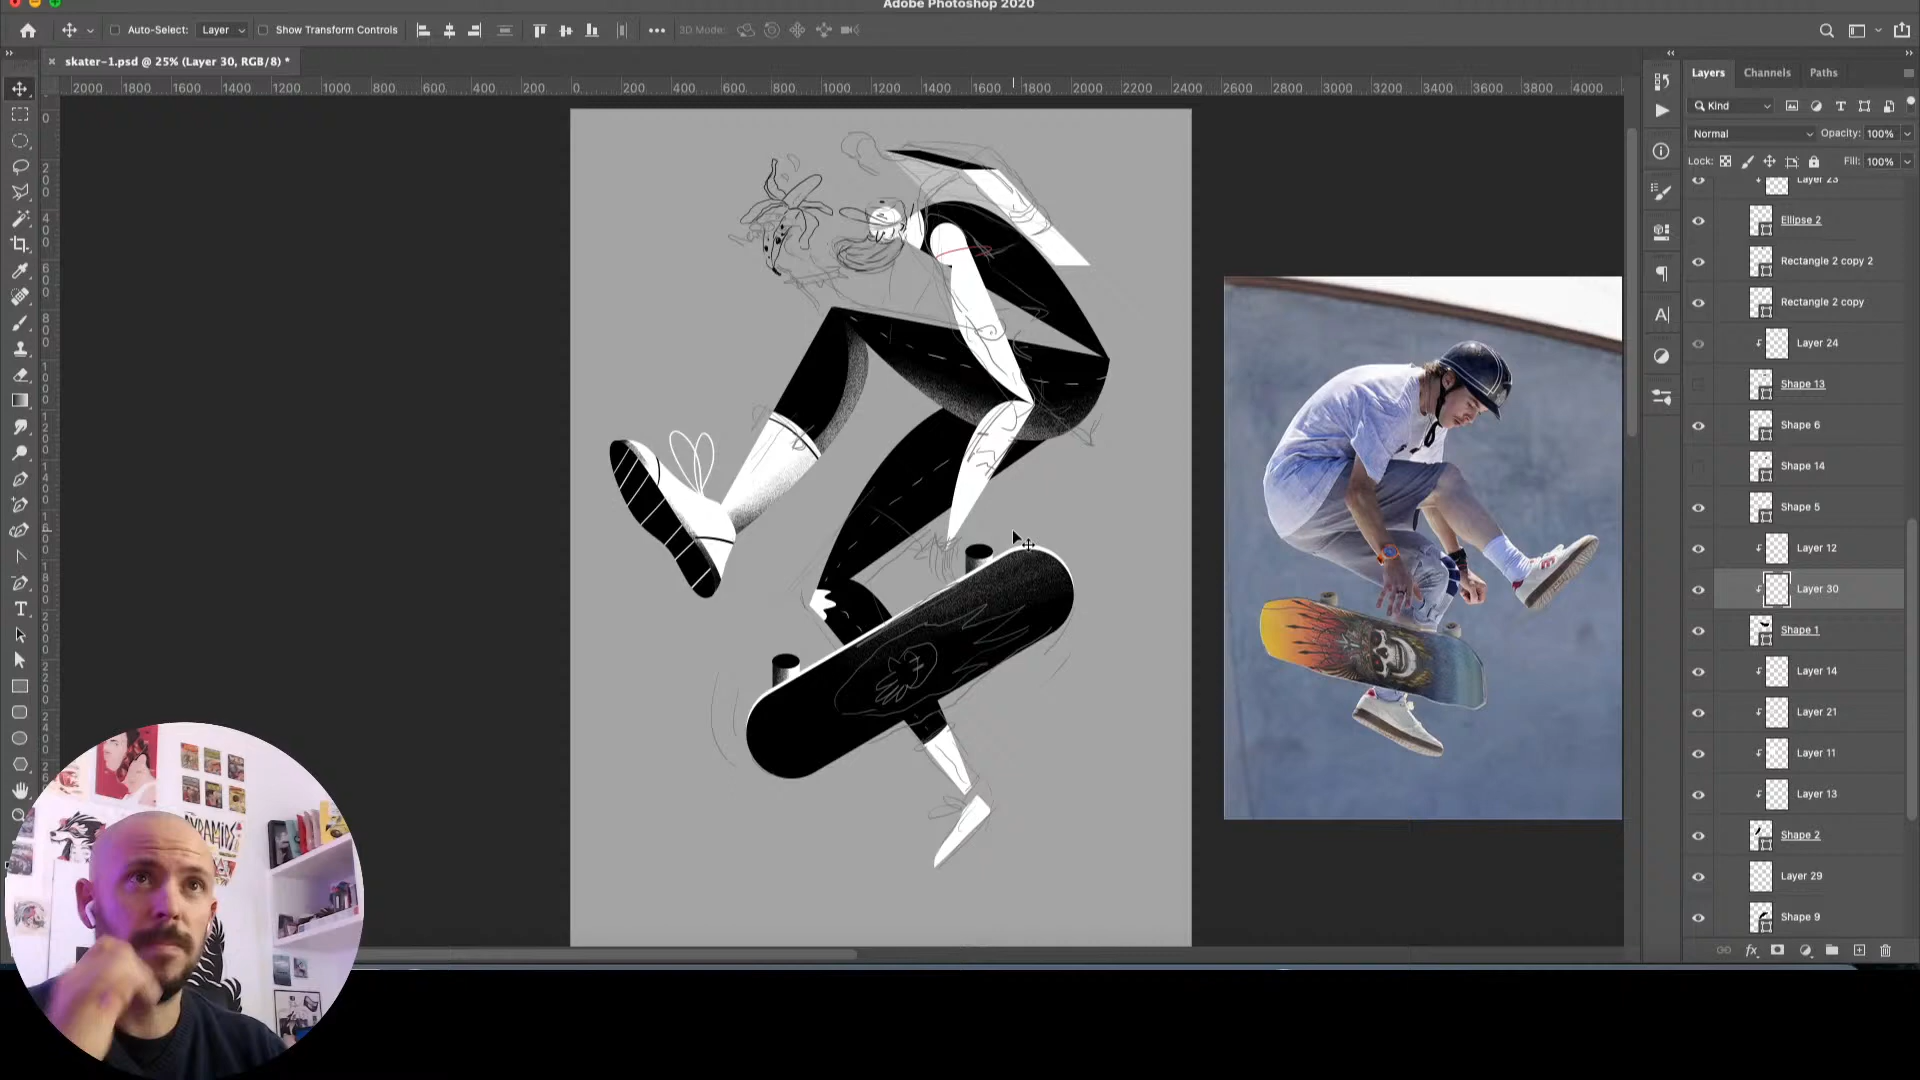 Adobe Photoshop 2020
Auto-Select: Layer Show Transform Controls 3D Mode:
skater-1.psd @ 25% (Layer 30, RGB/8) *
2000 1800 1600 1400 1200 1000 800 600 400 200 0 200 400 600 800 1000 1200 1400 1600 1800 2000 2200 2400 2600 2800 3000 3200 3400 3600 3800 4000
Layers Channels Paths
Kind
Normal Opacity: 100%
Lock: Fill: 100%
Layer 23
Ellipse 2
Rectangle 2 copy 2
Rectangle 2 copy
Layer 24
Shape 13
Shape 6
Shape 14
Shape 5
Layer 12
Layer 30
Shape 1
Layer 14
Layer 21
Layer 11
Layer 13
Shape 2
Layer 29
Shape 9
PYRAMIDS